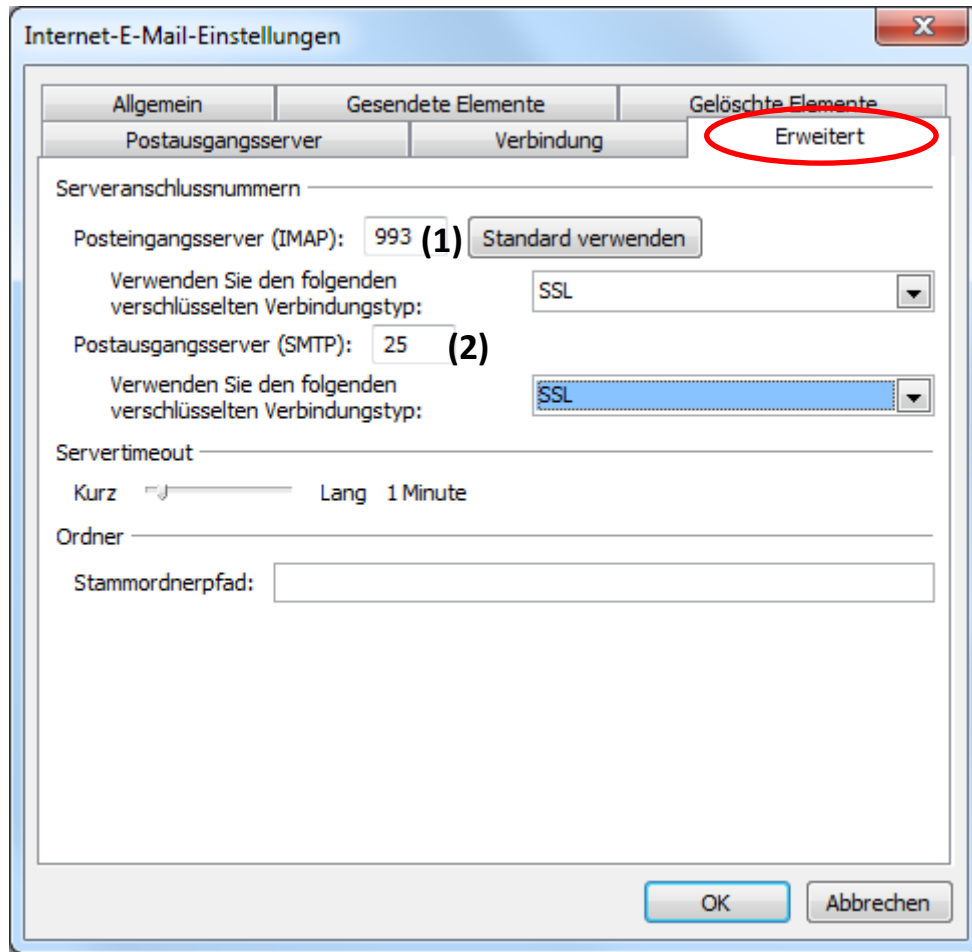 Internet-E-Mail-Einstellungen
Allgemein Gesendete Elemente Gelöschte Elemente
Postausgangsserver Verbindung Erweitert
Serveranschlussnummern
Posteingangsserver (IMAP): 993 (1) Standard verwenden
Verwenden Sie den folgenden
verschlüsselten Verbindungstyp: SSL
Postausgangsserver (SMTP): 25 (2)
Verwenden Sie den folgenden
verschlüsselten Verbindungstyp: SSL
Servertimeout
Kurz Lang 1 Minute
Ordner
Stammordnerpfad:
OK Abbrechen